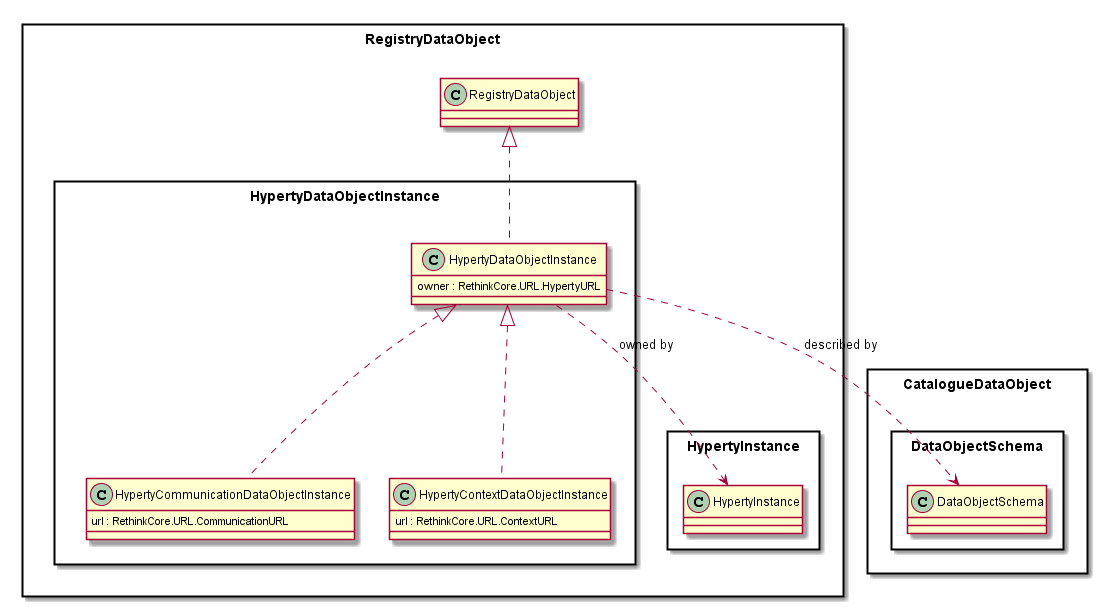 RegistryDataObject
C RegistryDataObject
HypertyDataObjectInstance
C HypertyDataObjectInstance
owner : RethinkCore.URL.HypertyURL
owned by
described by
CatalogueDataObject
HypertyInstance
DataObjectSchema
C HypertyCommunicationDataObjectInstance
url : RethinkCore.URL.CommunicationURL
C HypertyContextDataObjectInstance
url : RethinkCore.URL.ContextURL
C HypertyInstance
C DataObjectSchema